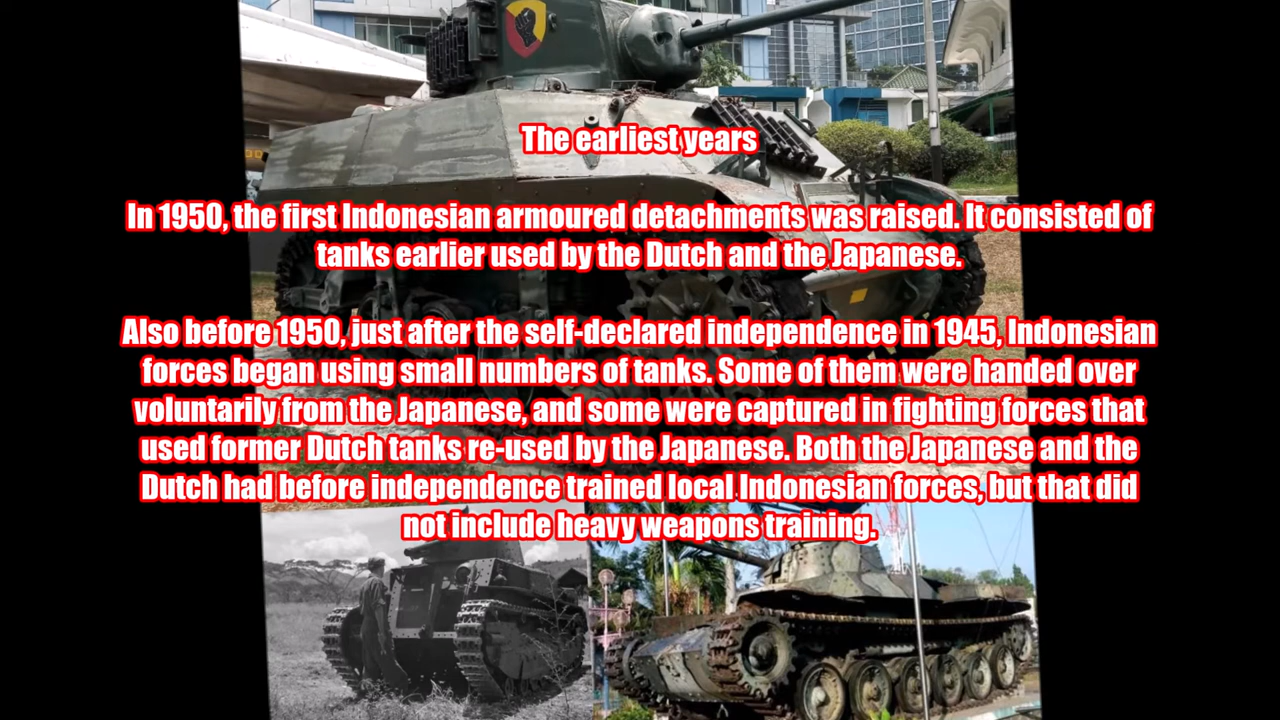 The earliest years
In 1950, the first Indonesian armoured detachments was raised. It consisted of
tanks earlier used by the Dutch and the Japanese.
Also before 1950, just after the self-declared independence in 1945, Indonesian
forces began using small numbers of tanks. Some of them were handed over
voluntarily from the Japanese, and some were captured in fighting forces that
used former Dutch tanks re-used by the Japanese. Both the Japanese and the
Dutch had before independence trained local Indonesian forces, but that did
not include heavy weapons training.